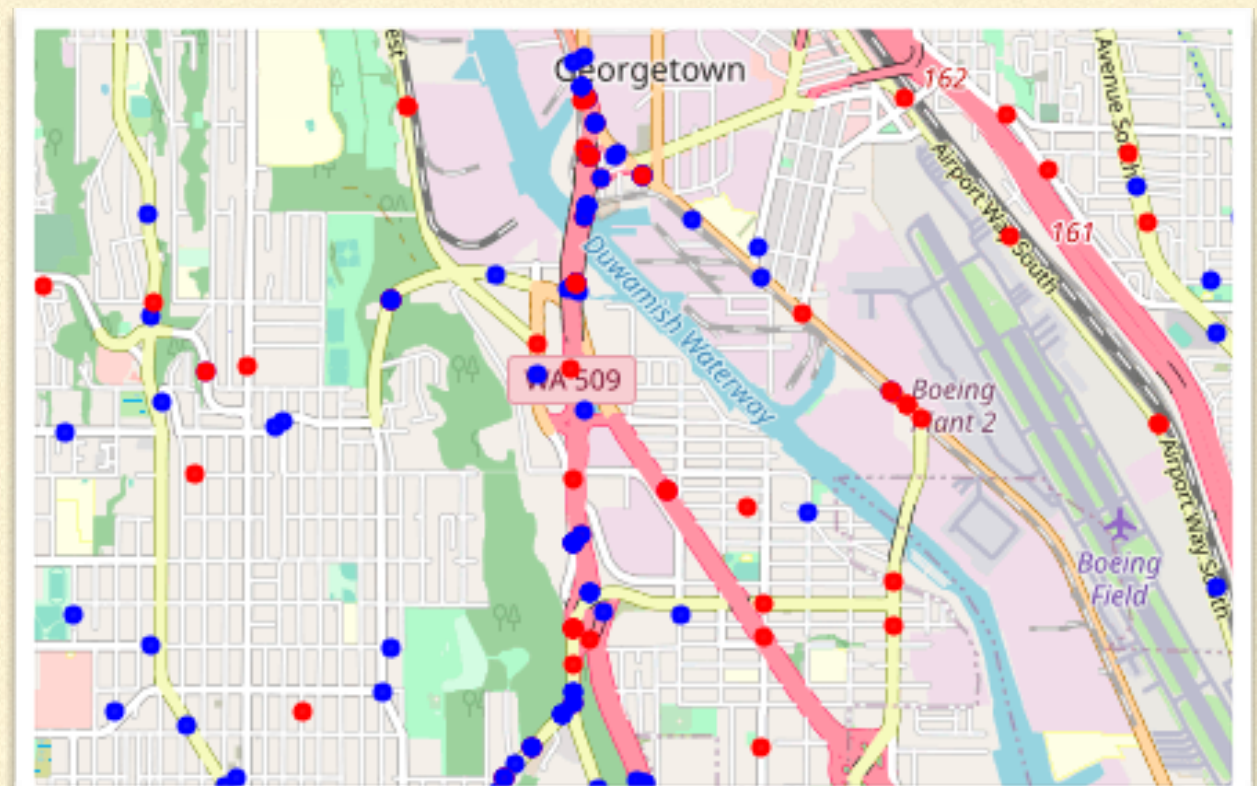 est
Georgetown
162
Avenue South
Airport Way South
161
Duwamish Waterway
WA 509
Boeing
Plant 2
Airport Way South
Boeing
Field